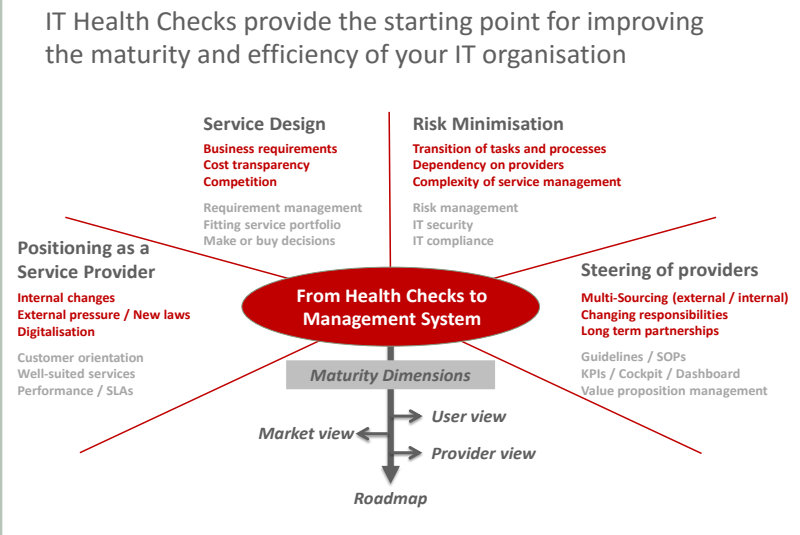 IT Health Checks provide the starting point for improving
the maturity and efficiency of your IT organisation
Service Design
Business requirements
Cost transparency
Competition
Requirement management
Fitting service portfolio
Make or buy decisions
Risk Minimisation
Transition of tasks and processes
Dependency on providers
Complexity of service management
Risk management
IT security
IT compliance
Positioning as a
Service Provider
Internal changes
External pressure / New laws
Digitalisation
Customer orientation
Well-suited services
Performance / SLAs
From Health Checks to
Management System
Steering of providers
Multi-Sourcing (external / internal)
Changing responsibilities
Long term partnerships
Guidelines / SOPs
KPIs / Cockpit / Dashboard
Value proposition management
Maturity Dimensions
User view
Market view
Provider view
Roadmap